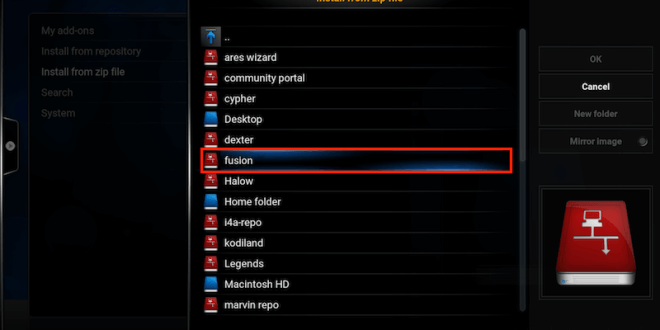 Install from zip file
My add-ons
Install from repository
Install from zip file
Search
System
..
ares wizard
community portal
cypher
Desktop
dexter
fusion
Halow
Home folder
i4a-repo
kodiland
Legends
Macintosh HD
marvin repo
OK
Cancel
New folder
Mirror image